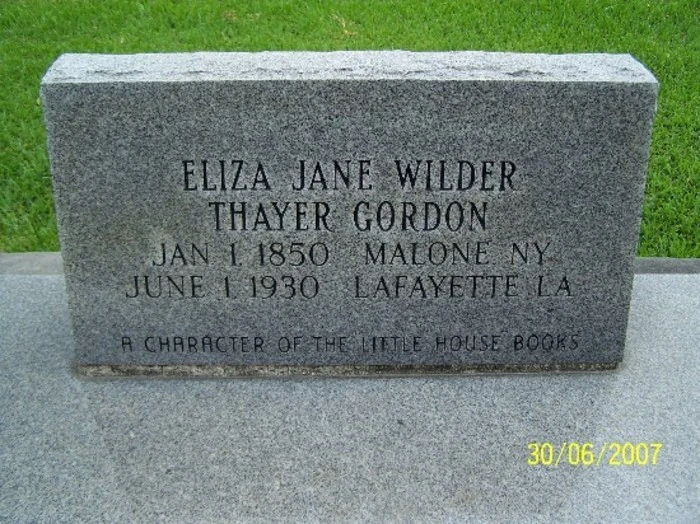 ELIZA JANE WILDER
THAYER GORDON
JAN 1 1850 MALONE NY
JUNE 1 1930 LAFAYETTE LA
A CHARACTER OF THE LITTLE HOUSE BOOKS
30/06/2007